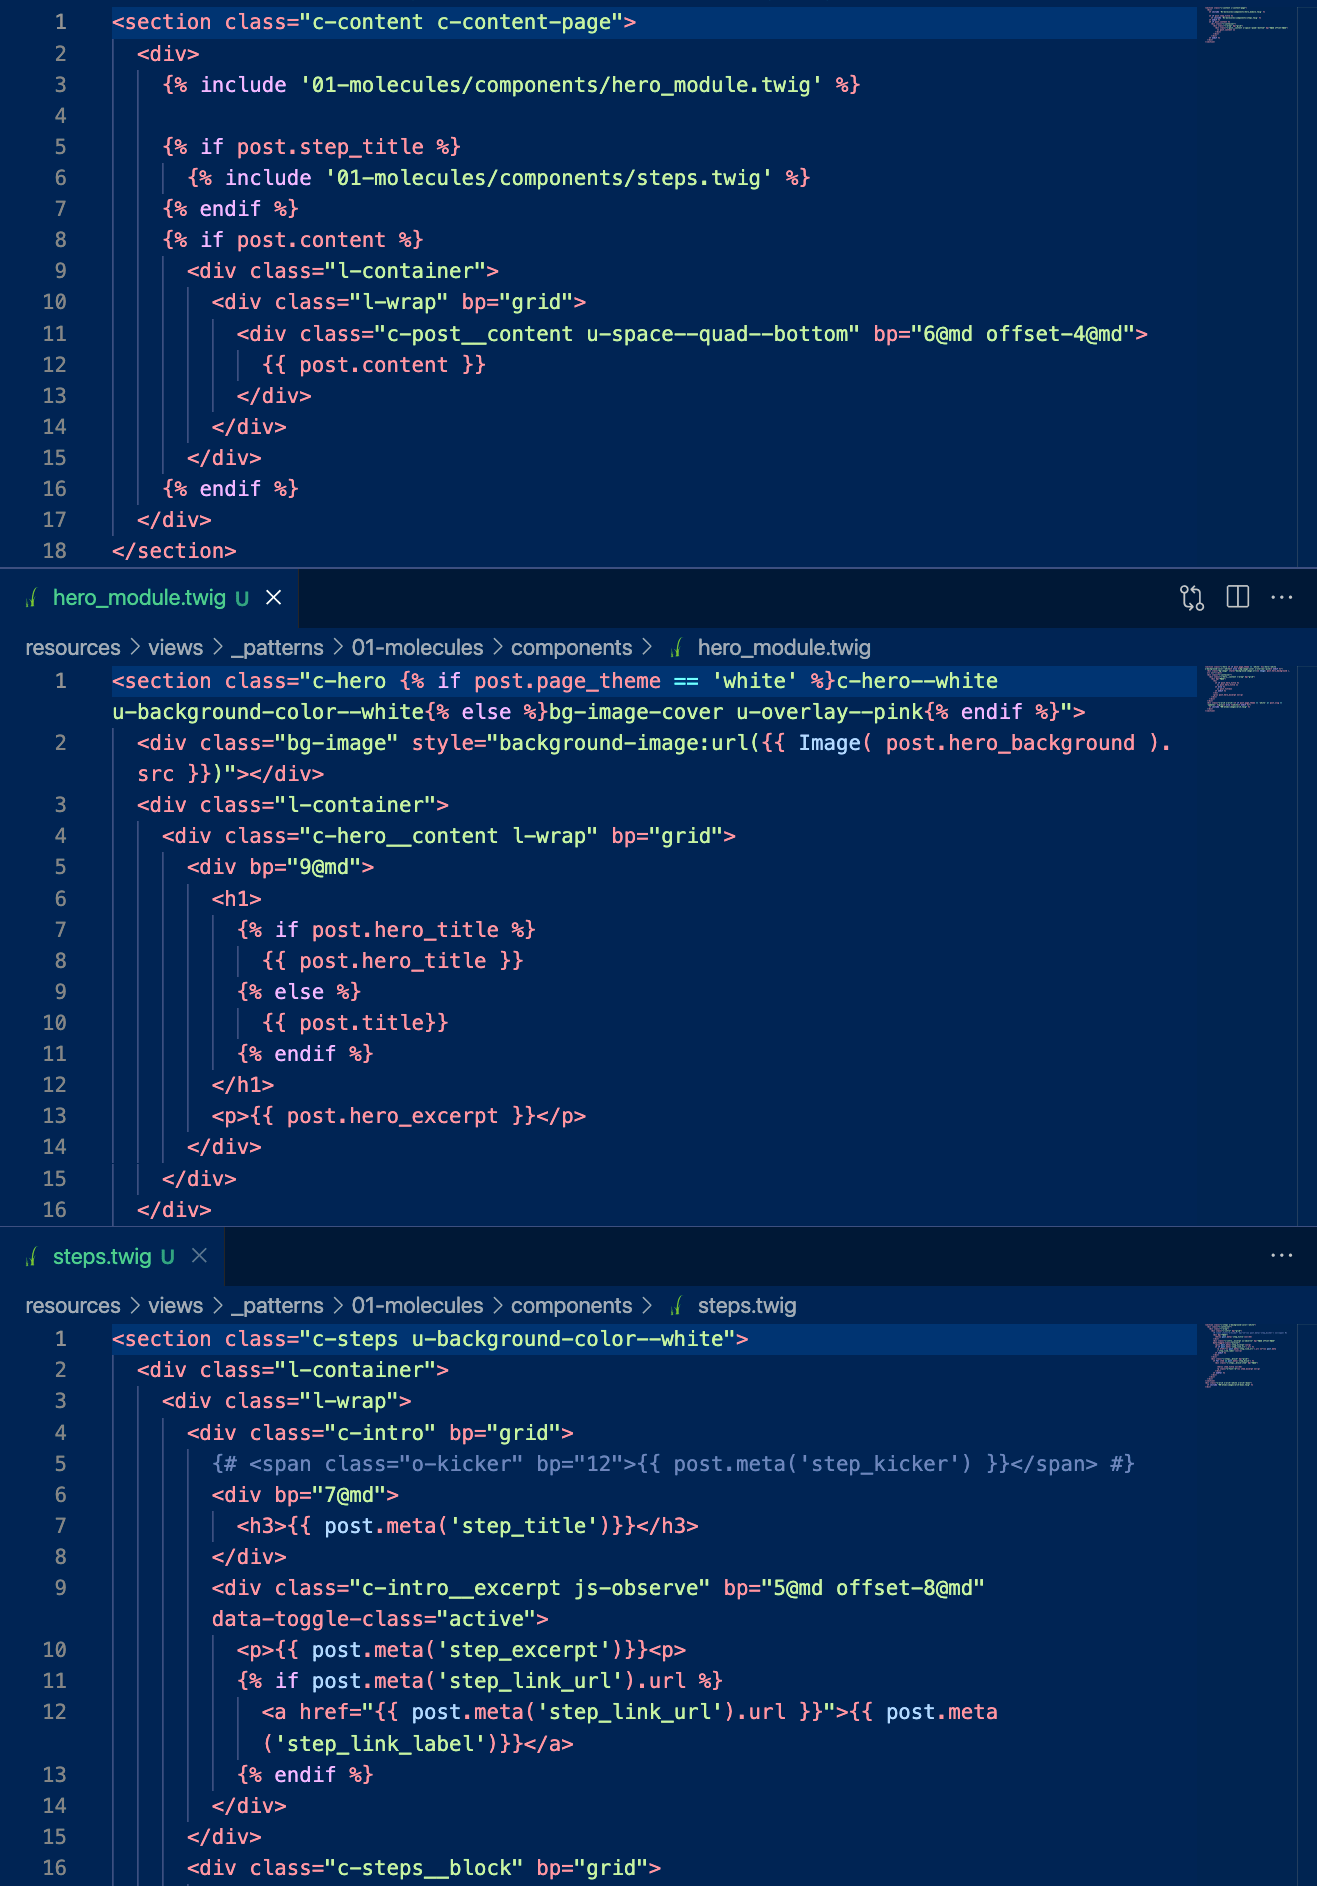 1 <section class="c-content c-content-page">
2 <div>
3 {% include '01-molecules/components/hero_module.twig' %}
4
5 {% if post.step_title %}
6 {% include '01-molecules/components/steps.twig' %}
7 {% endif %}
8 {% if post.content %}
9 <div class="l-container">
10 <div class="l-wrap" bp="grid">
11 <div class="c-post__content u-space--quad--bottom" bp="6@md offset-4@md">
12 {{ post.content }}
13 </div>
14 </div>
15 </div>
16 {% endif %}
17 </div>
18 </section>
hero_module.twig U
resources > views > _patterns > 01-molecules > components > hero_module.twig
1 <section class="c-hero {% if post.page_theme == 'white' %}c-hero--white
u-background-color--white{% else %}bg-image-cover u-overlay--pink{% endif %}">
2 <div class="bg-image" style="background-image:url({{ Image( post.hero_background ).
src }})"></div>
3 <div class="l-container">
4 <div class="c-hero__content l-wrap" bp="grid">
5 <div bp="9@md">
6 <h1>
7 {% if post.hero_title %}
8 {{ post.hero_title }}
9 {% else %}
10 {{ post.title}}
11 {% endif %}
12 </h1>
13 <p>{{ post.hero_excerpt }}</p>
14 </div>
15 </div>
16 </div>
steps.twig U
resources > views > _patterns > 01-molecules > components > steps.twig
1 <section class="c-steps u-background-color--white">
2 <div class="l-container">
3 <div class="l-wrap">
4 <div class="c-intro" bp="grid">
5 {# <span class="o-kicker" bp="12">{{ post.meta('step_kicker') }}</span> #}
6 <div bp="7@md">
7 <h3>{{ post.meta('step_title')}}</h3>
8 </div>
9 <div class="c-intro__excerpt js-observe" bp="5@md offset-8@md"
data-toggle-class="active">
10 <p>{{ post.meta('step_excerpt')}}<p>
11 {% if post.meta('step_link_url').url %}
12 <a href="{{ post.meta('step_link_url').url }}">{{ post.meta
('step_link_label')}}</a>
13 {% endif %}
14 </div>
15 </div>
16 <div class="c-steps__block" bp="grid">